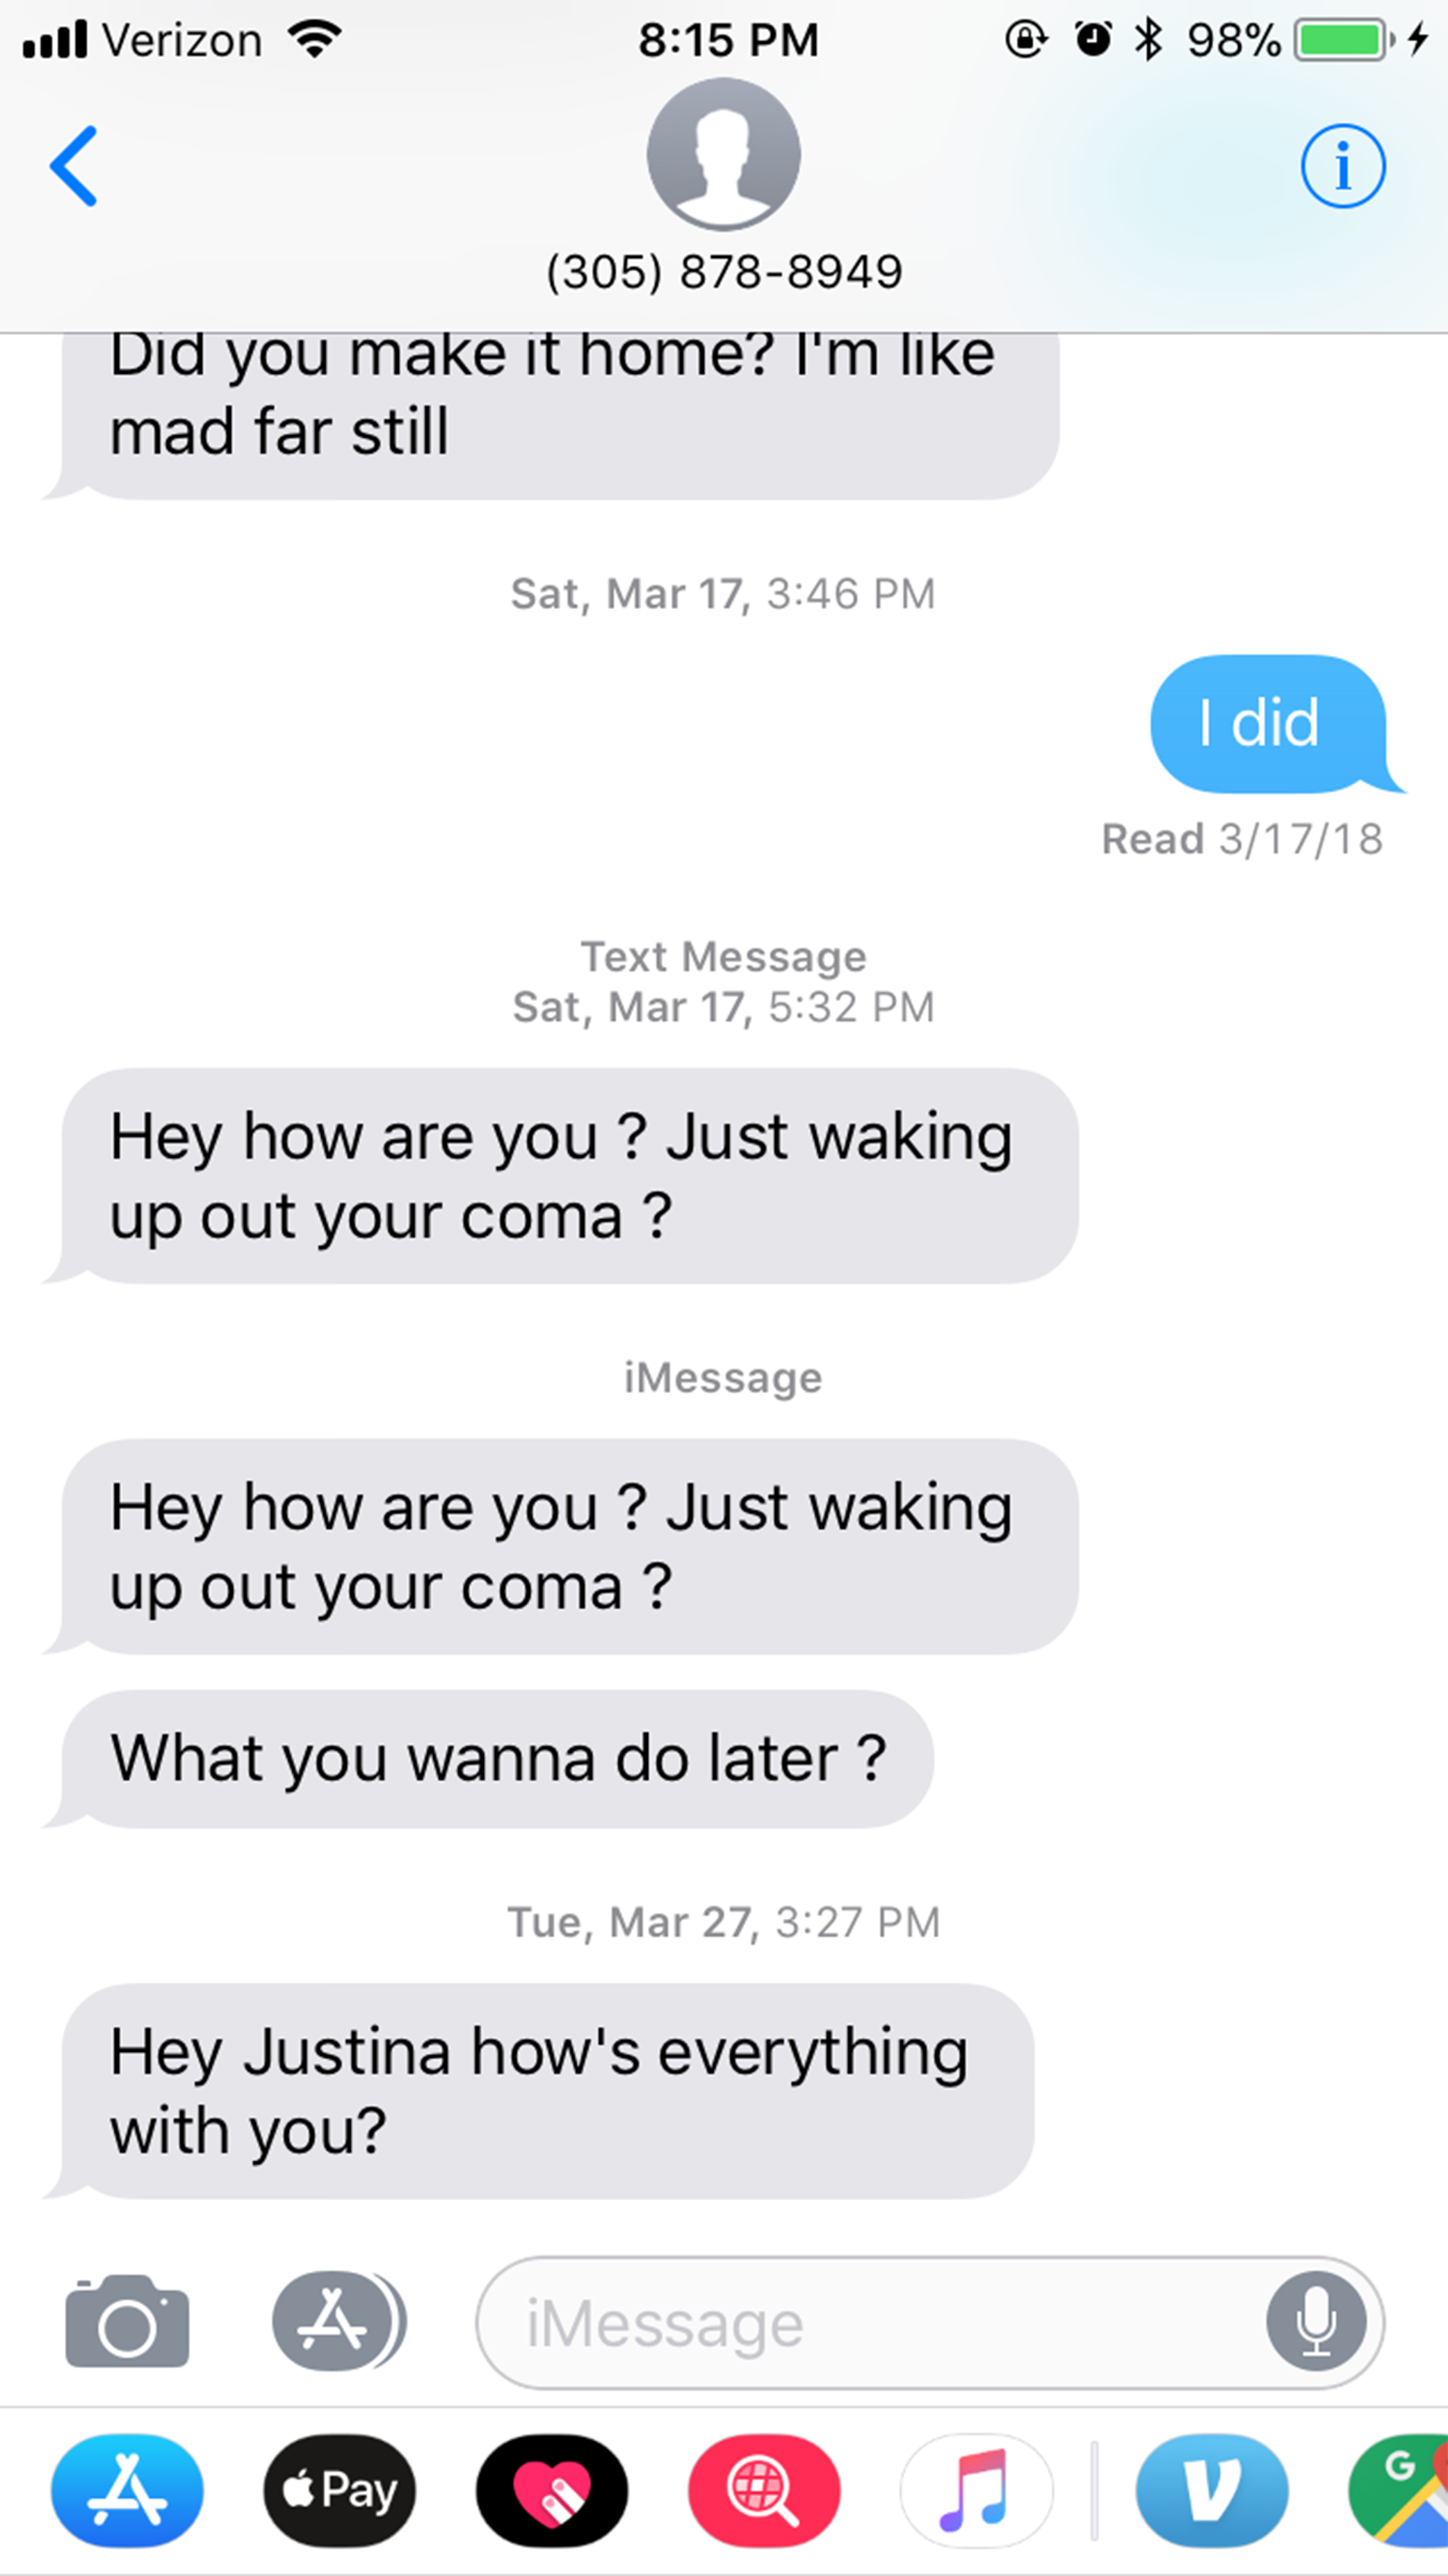 Verizon 8:15 PM 98%
(305) 878-8949
Did you make it home? I'm like
mad far still
Sat, Mar 17, 3:46 PM
I did
Read 3/17/18
Text Message
Sat, Mar 17, 5:32 PM
Hey how are you ? Just waking
up out your coma ?
iMessage
Hey how are you ? Just waking
up out your coma ?
What you wanna do later ?
Tue, Mar 27, 3:27 PM
Hey Justina how's everything
with you?
iMessage
Pay
G